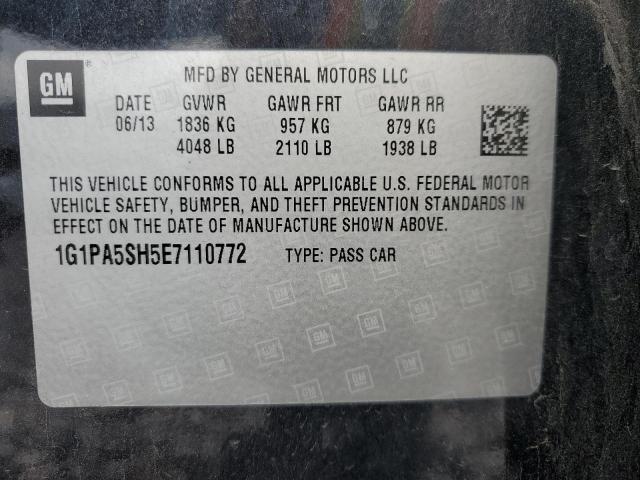 GM®
MFD BY GENERAL MOTORS LLC
DATE GVWR GAWR FRT GAWR RR
06/13 1836 KG 957 KG 879 KG
4048 LB 2110 LB 1938 LB
THIS VEHICLE CONFORMS TO ALL APPLICABLE U.S. FEDERAL MOTOR
VEHICLE SAFETY, BUMPER, AND THEFT PREVENTION STANDARDS IN
EFFECT ON THE DATE OF MANUFACTURE SHOWN ABOVE.
1G1PA5SH5E7110772 TYPE: PASS CAR